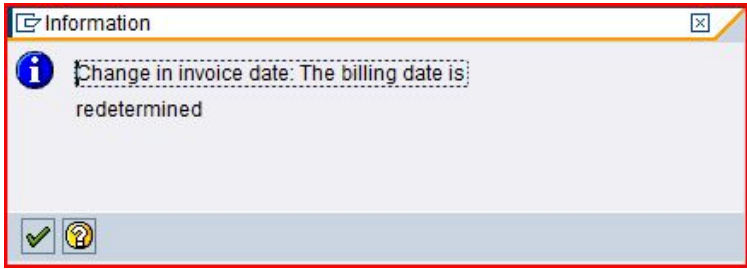 Information
Change in invoice date: The billing date is
redetermined